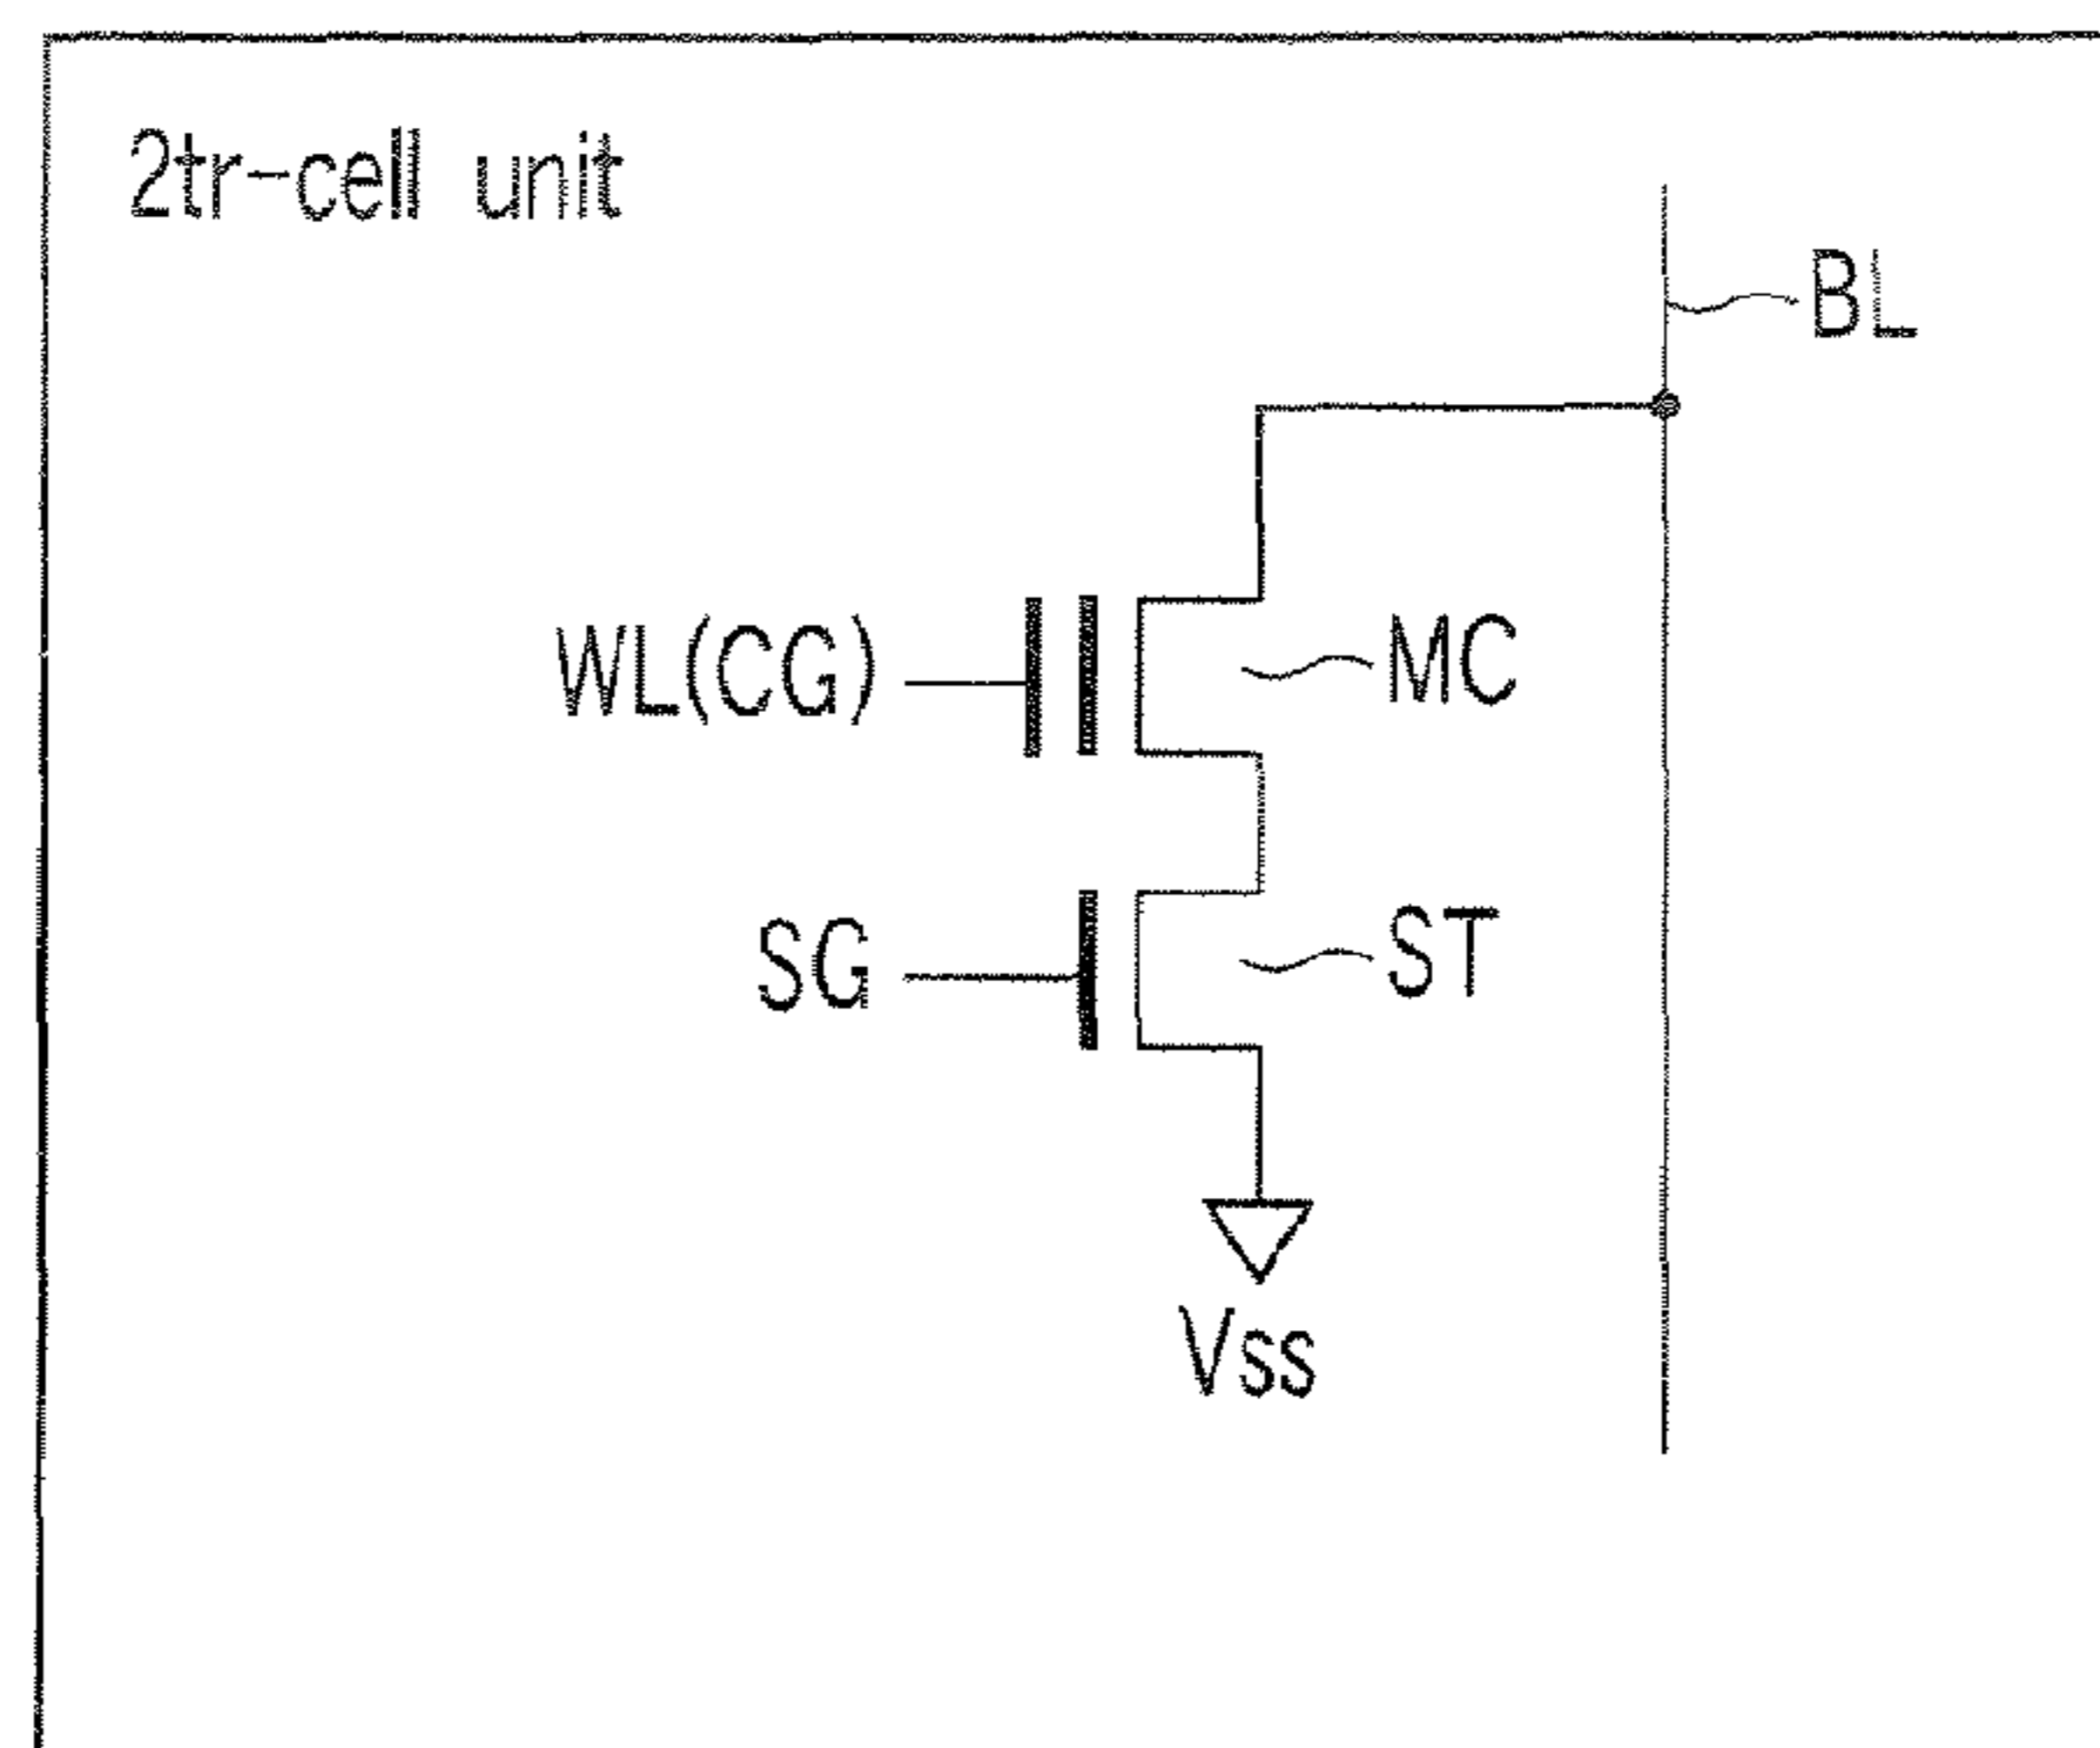 2tr-cell unit
BL
WL(CG)
MC
SG
ST
Vss